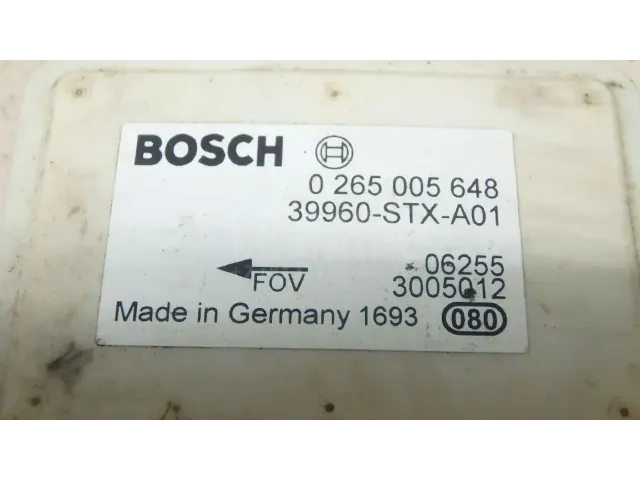 BOSCH
0 265 005 648
39960-STX-A01
06255
FOV 3005012
Made in Germany 1693 080